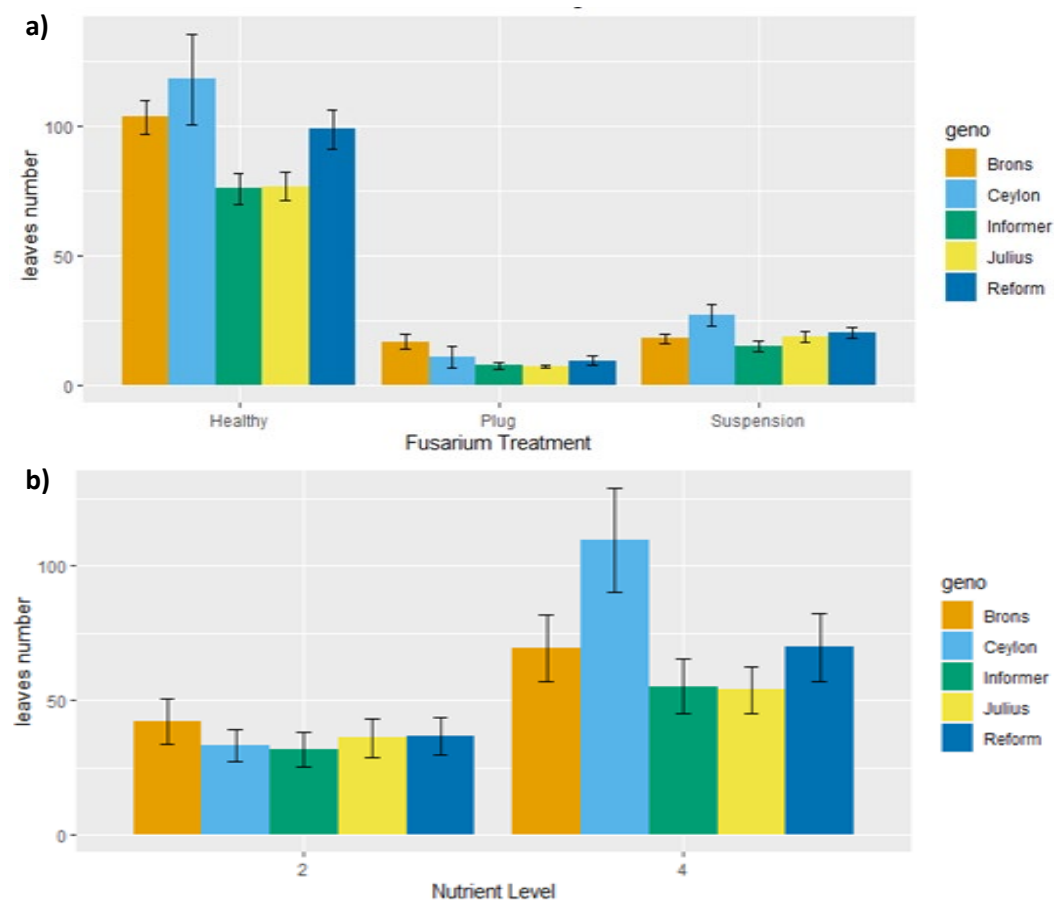 a)
leaves number
100
50
0
Healthy
Plug
Suspension
Fusarium Treatment
geno
Brons
Ceylon
Informer
Julius
Reform
b)
leaves number
100
50
0
2
4
Nutrient Level
geno
Brons
Ceylon
Informer
Julius
Reform